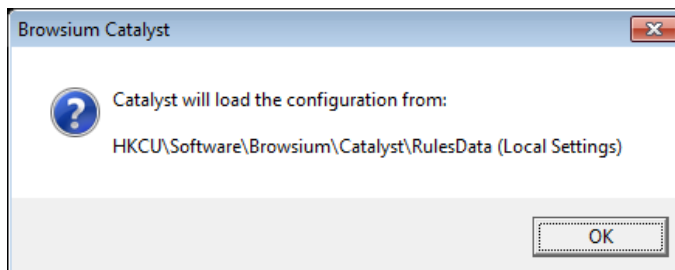 Browsium Catalyst
Catalyst will load the configuration from:
HKCU\Software\Browsium\Catalyst\RulesData (Local Settings)
OK